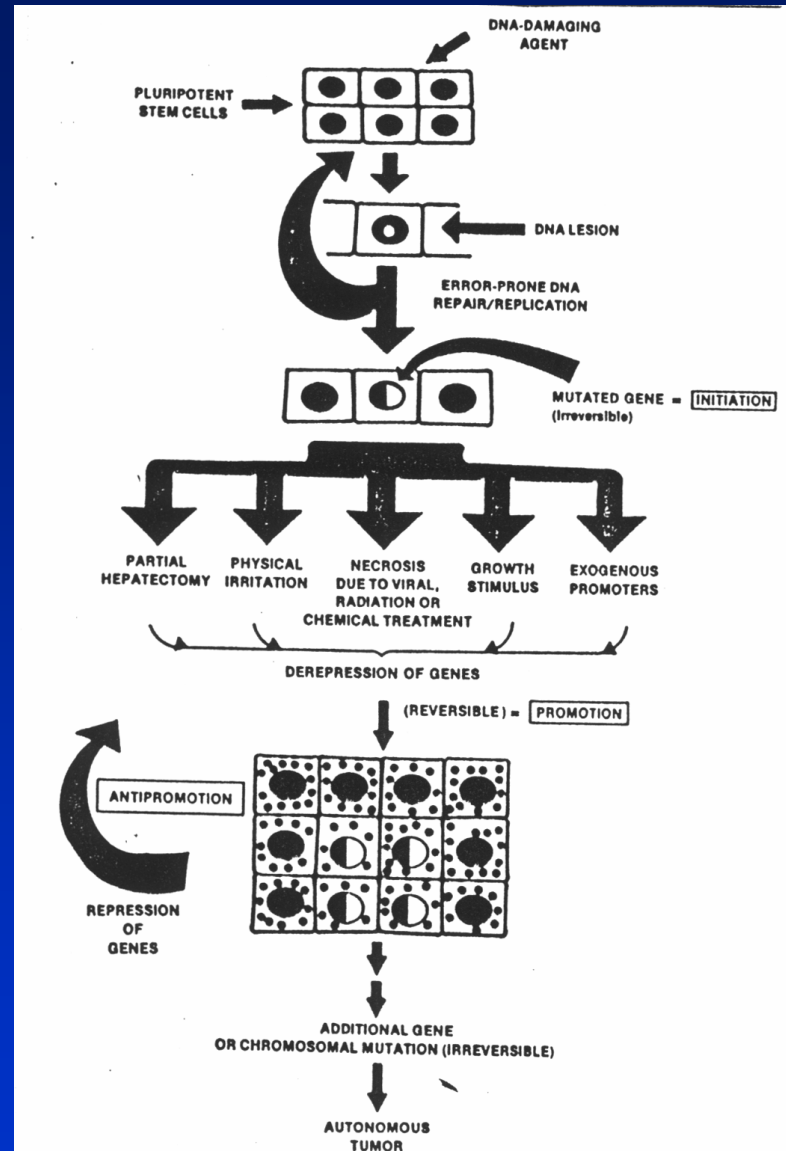 DNA-DAMAGING
AGENT
PLURIPOTENT
STEM CELLS
DNA LESION
ERROR-PRONE DNA
REPAIR/REPLICATION
MUTATED GENE = INITIATION
(Irreversible)
PARTIAL
HEPATECTOMY
PHYSICAL
IRRITATION
NECROSIS
DUE TO VIRAL,
RADIATION OR
CHEMICAL TREATMENT
GROWTH
STIMULUS
EXOGENOUS
PROMOTERS
DEREPRESSION OF GENES
(REVERSIBLE) = PROMOTION
ANTIPROMOTION
REPRESSION
OF
GENES
ADDITIONAL GENE
OR CHROMOSOMAL MUTATION (IRREVERSIBLE)
AUTONOMOUS
TUMOR